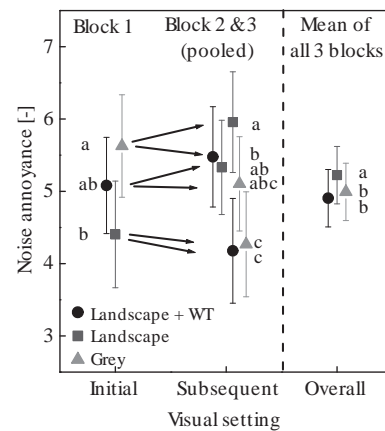 Block 1 Block 2 & 3 Mean of
(pooled) all 3 blocks
7
6
5
4
3
Noise annoyance [-]
a
ab
b
a
b
ab
abc
c
c
a
b
b
Landscape + WT
Landscape
Grey
Initial Subsequent Overall
Visual setting